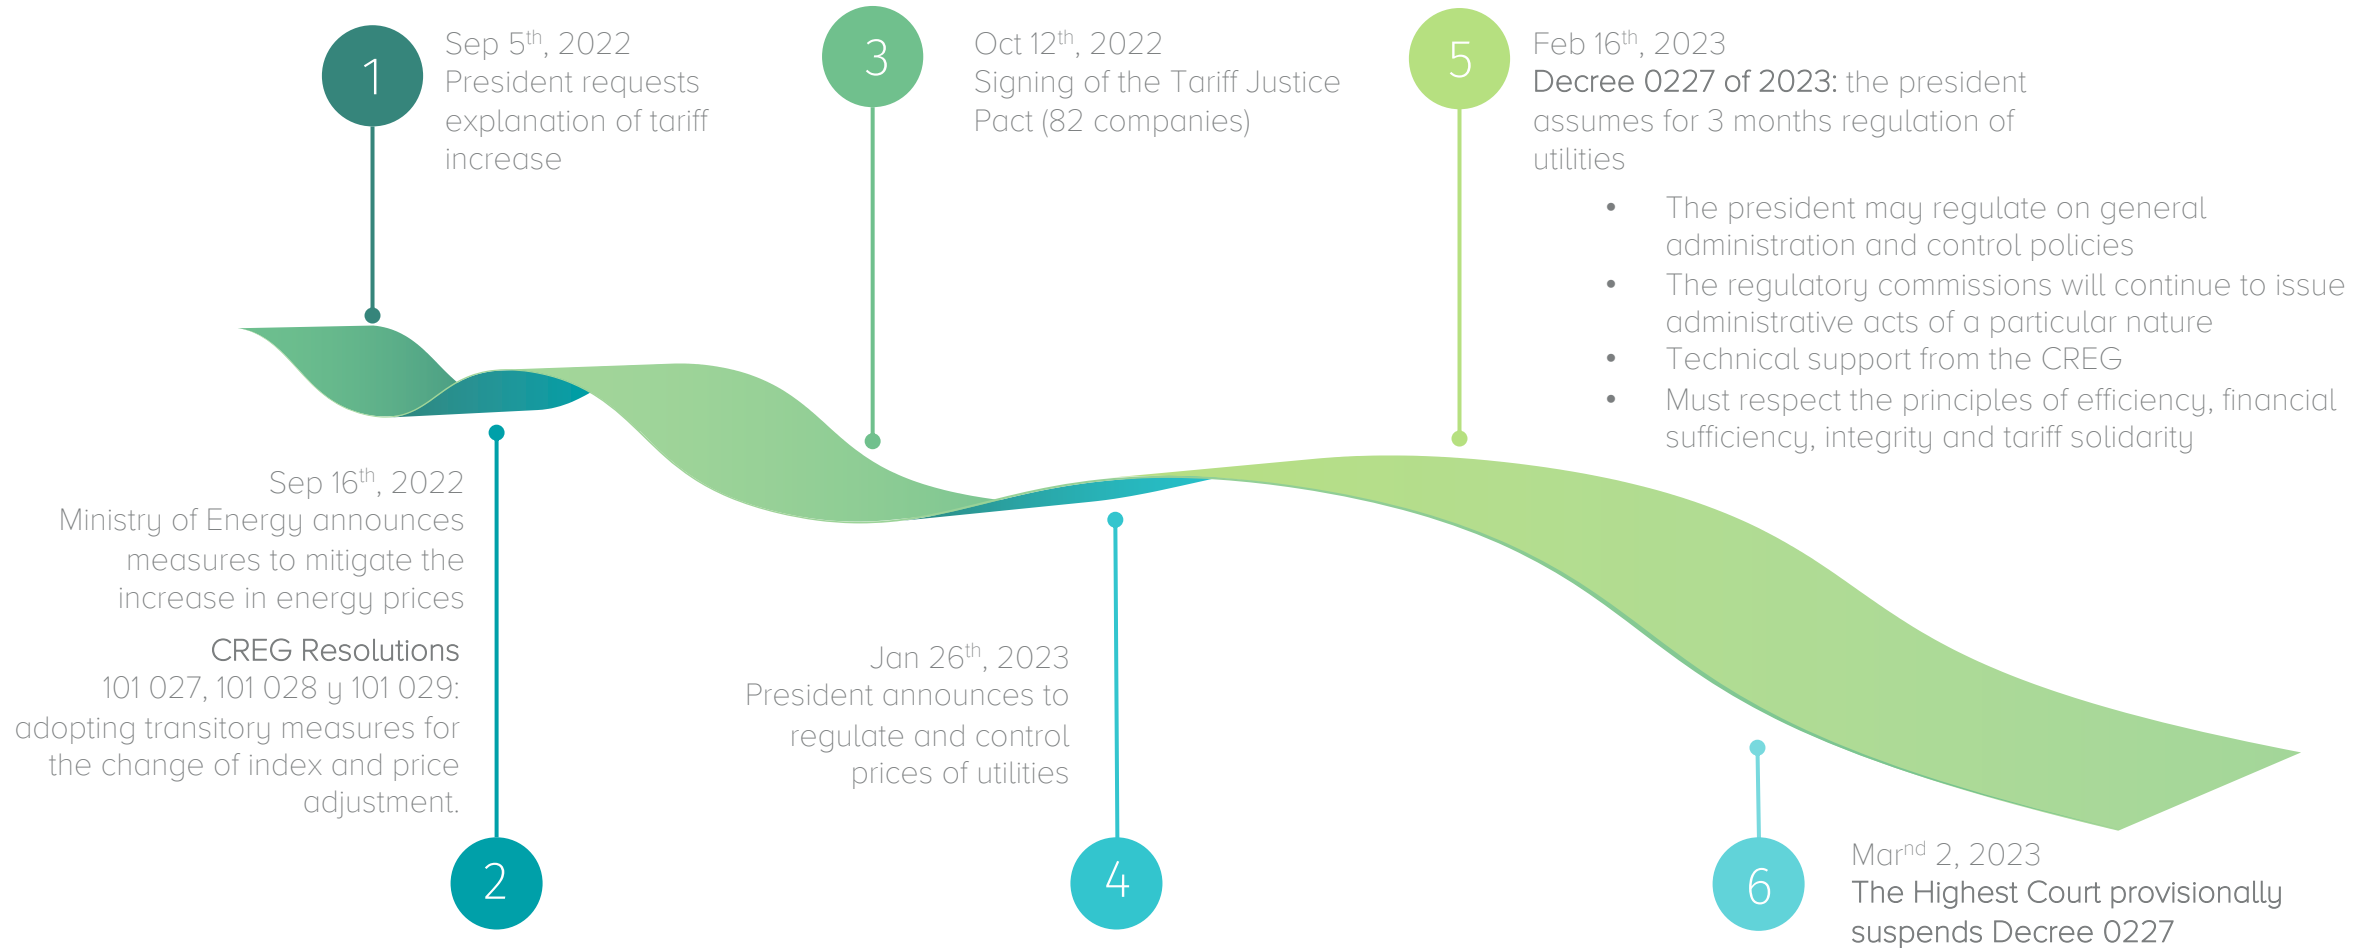 1
Sep 5th, 2022
President requests
explanation of tariff
increase
2
Sep 16th, 2022
Ministry of Energy announces
measures to mitigate the
increase in energy prices
CREG Resolutions
101 027, 101 028 y 101 029:
adopting transitory measures for
the change of index and price
adjustment.
3
Oct 12th, 2022
Signing of the Tariff Justice
Pact (82 companies)
4
Jan 26th, 2023
President announces to
regulate and control
prices of utilities
5
Feb 16th, 2023
Decree 0227 of 2023: the president
assumes for 3 months regulation of
utilities
• The president may regulate on general
administration and control policies
• The regulatory commissions will continue to issue
administrative acts of a particular nature
• Technical support from the CREG
• Must respect the principles of efficiency, financial
sufficiency, integrity and tariff solidarity
6
Marnd 2, 2023
The Highest Court provisionally
suspends Decree 0227